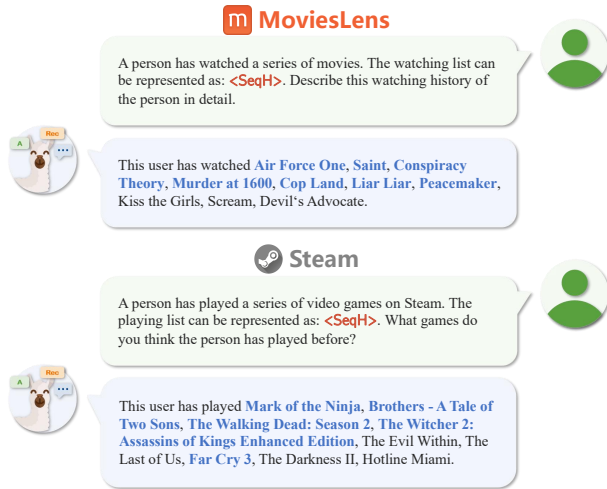 m MoviesLens
A person has watched a series of movies. The watching list can
be represented as: <SeqH>. Describe this watching history of
the person in detail.
A Rec ...
This user has watched Air Force One, Saint, Conspiracy
Theory, Murder at 1600, Cop Land, Liar Liar, Peacemaker,
Kiss the Girls, Scream, Devil‘s Advocate.
Steam
A person has played a series of video games on Steam. The
playing list can be represented as: <SeqH>. What games do
you think the person has played before?
A Rec ...
This user has played Mark of the Ninja, Brothers - A Tale of
Two Sons, The Walking Dead: Season 2, The Witcher 2:
Assassins of Kings Enhanced Edition, The Evil Within, The
Last of Us, Far Cry 3, The Darkness II, Hotline Miami.